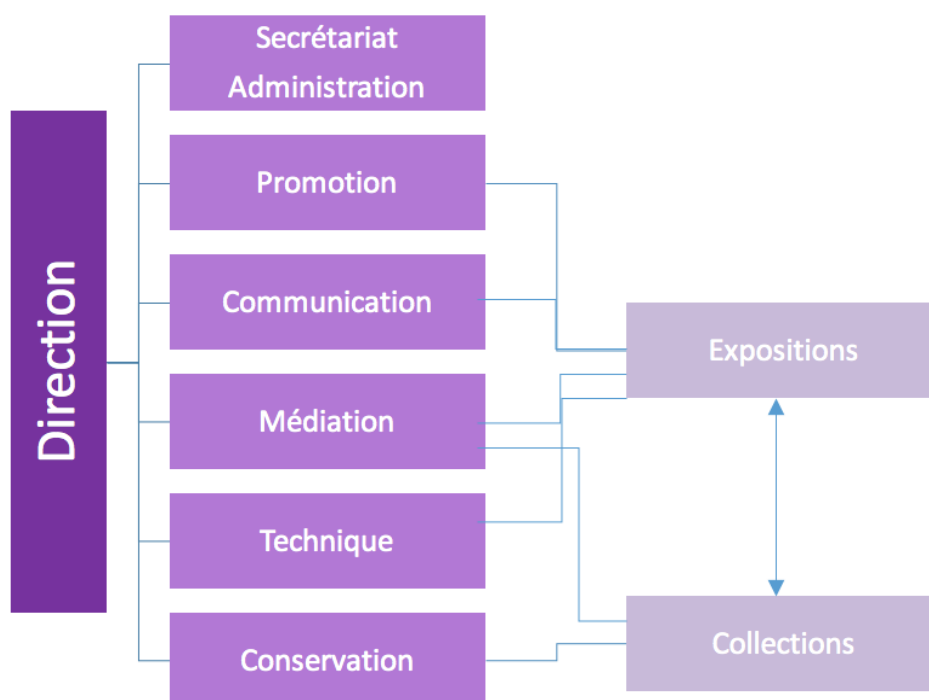 Direction
Secrétariat
Administration
Promotion
Communication
Médiation
Technique
Conservation
Expositions
Collections